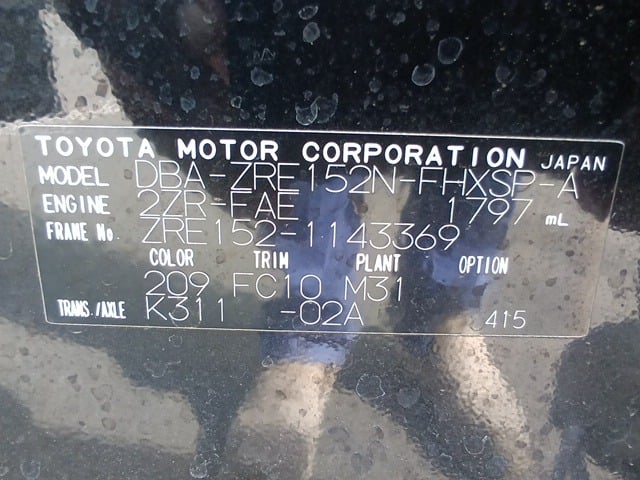 TOYOTA MOTOR CORPORATION JAPAN
MODEL DBA-ZRE152N-FHXSP-A
ENGINE 2ZR-FAE 1797 mL
FRAME No. ZRE152-1143369
COLOR TRIM PLANT OPTION
209 FC10 M31
TRANS./AXLE K311 -02A 415